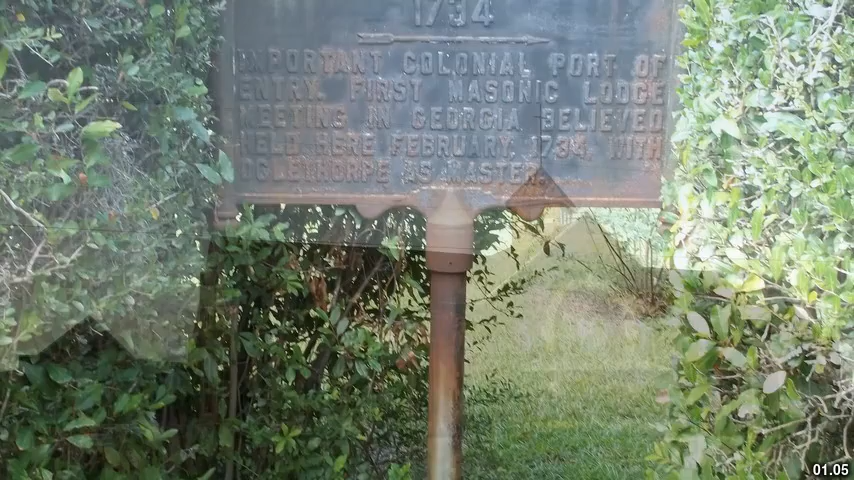 1734
IMPORTANT COLONIAL PORT OF
ENTRY. FIRST MASONIC LODGE
MEETING IN GEORGIA BELIEVED
HELD HERE FEBRUARY, 1734, WITH
OGLETHORPE AS MASTER.
01.05